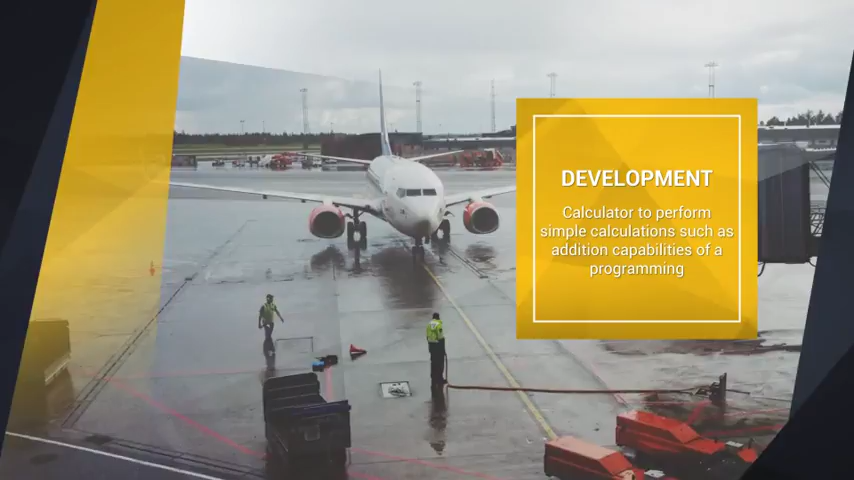 DEVELOPMENT
Calculator to perform
simple calculations such as
addition capabilities of a
programming